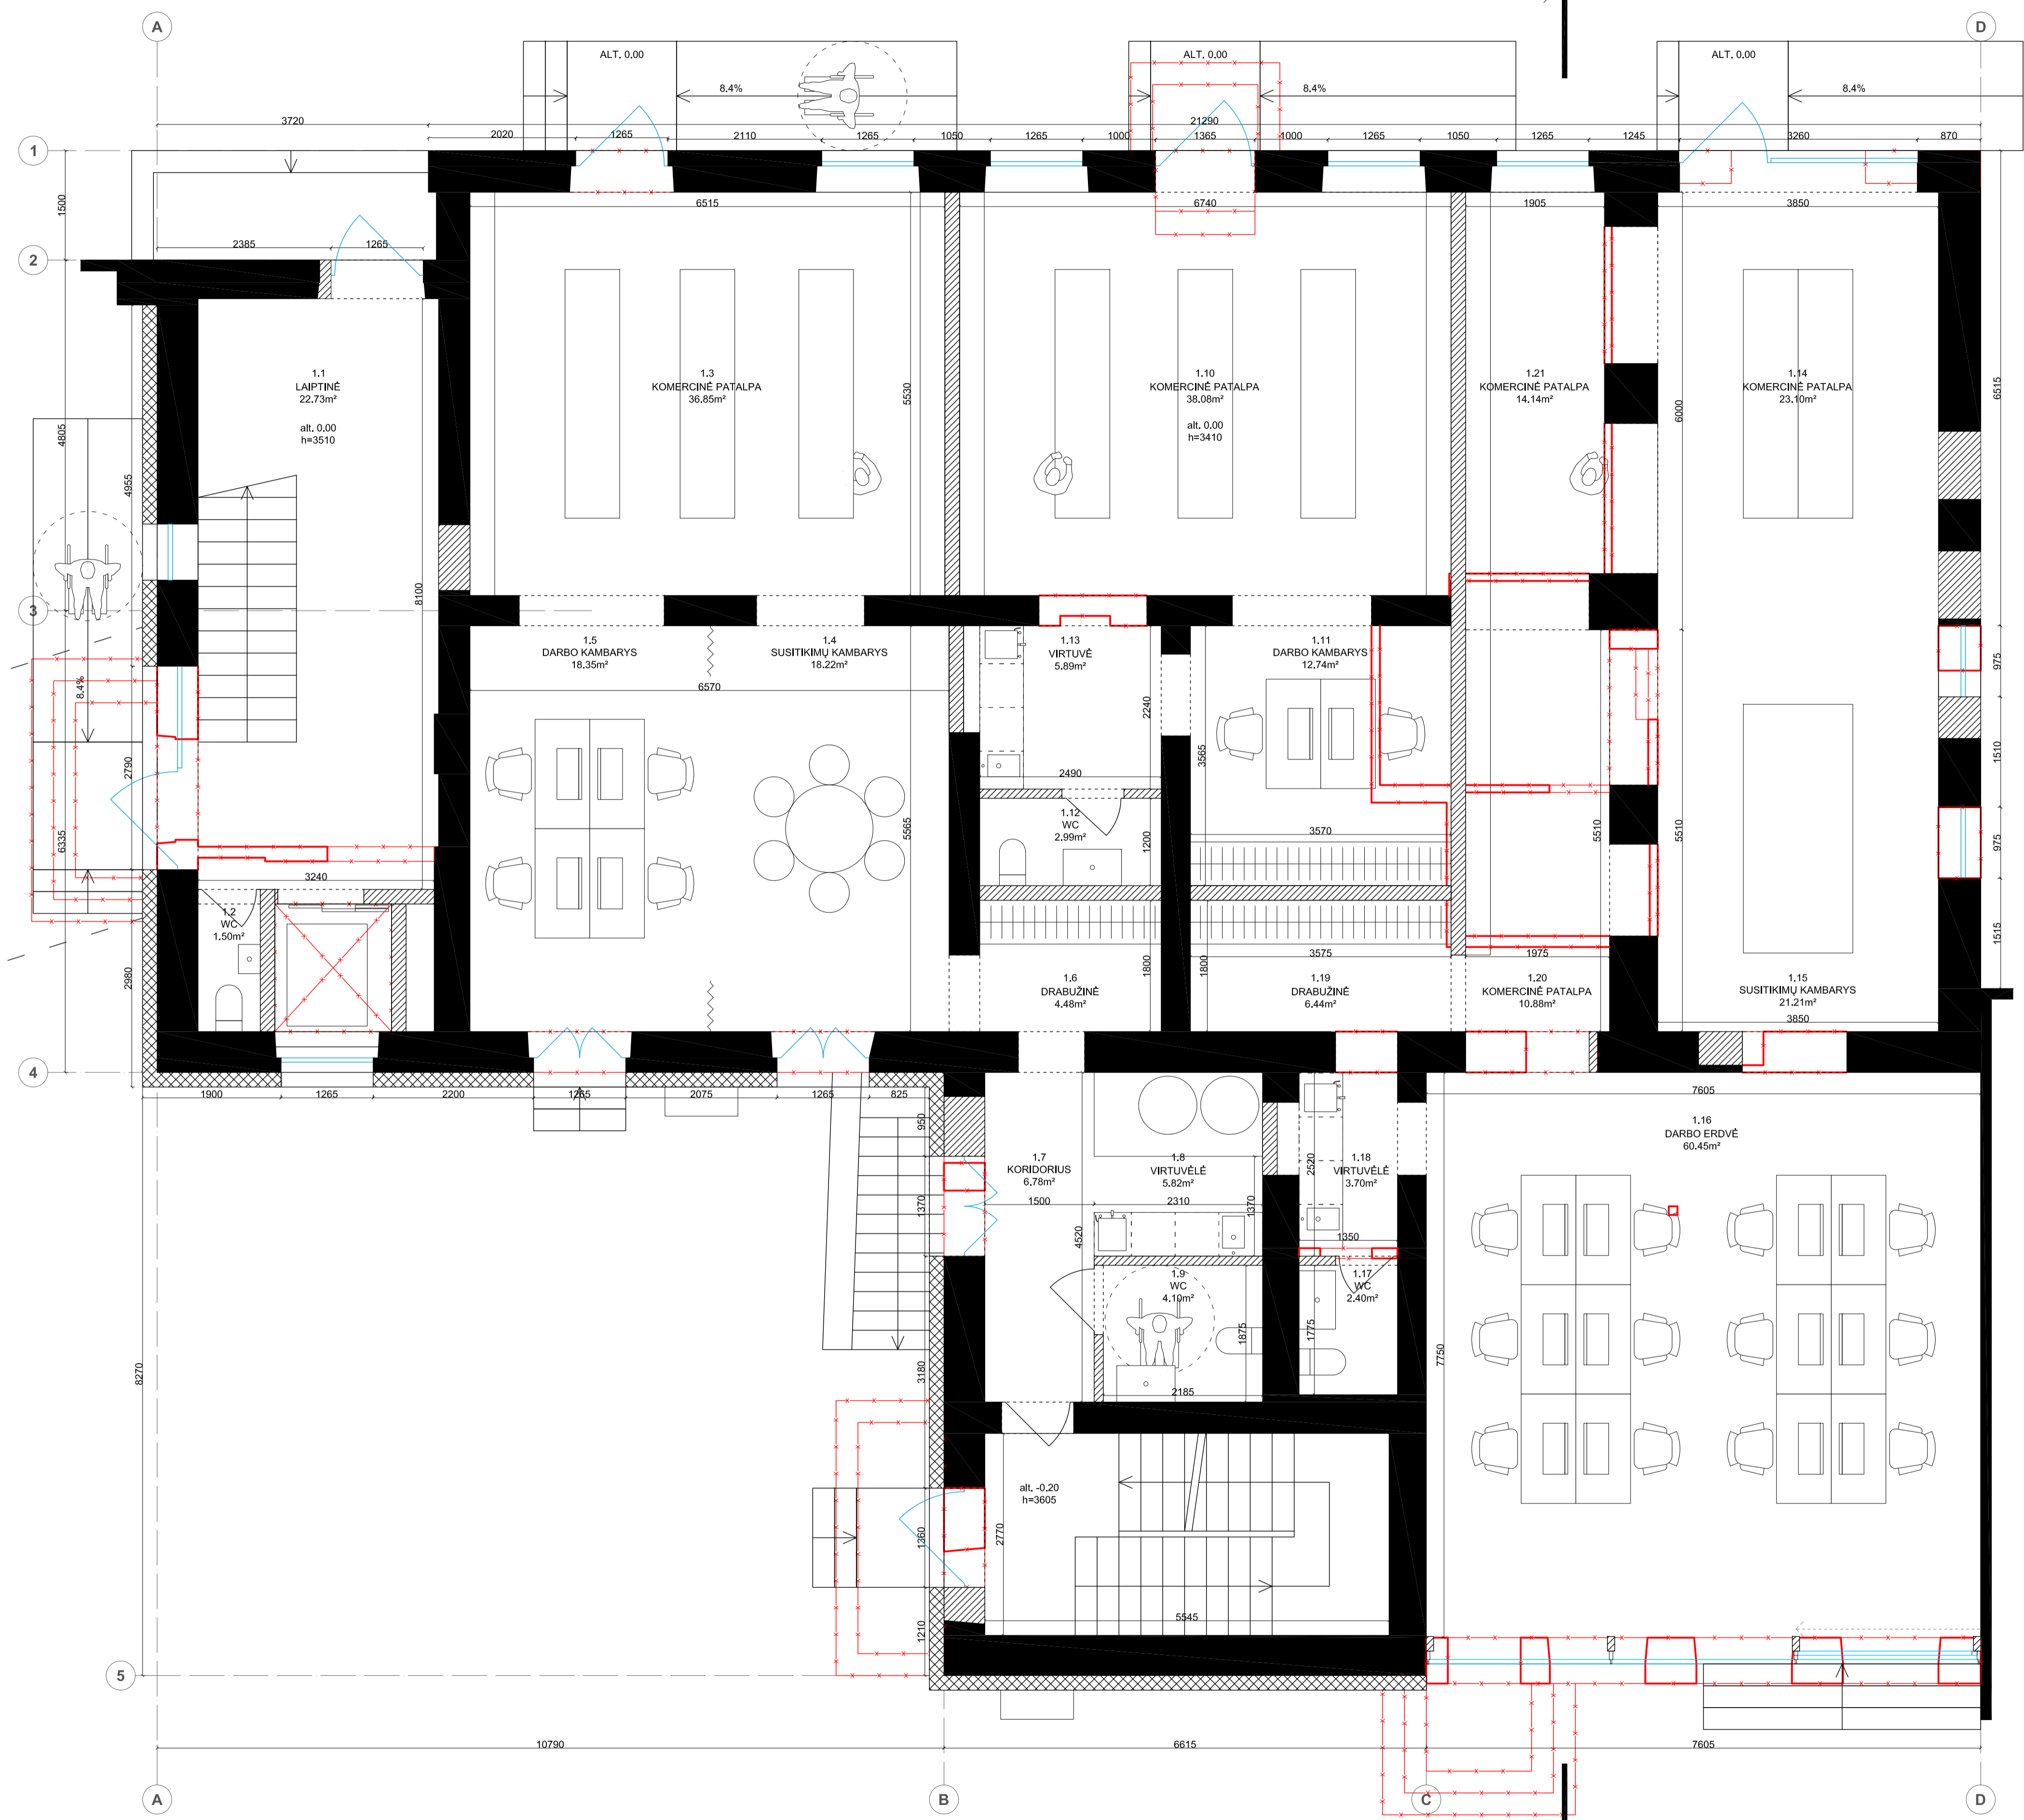 A
D
ALT. 0.00
ALT. 0.00
ALT. 0.00
8.4%
8.4%
8.4%
3720
21290
2020
1265
2110
1265
1050
1265
1000
1365
1000
1265
1050
1265
1245
3260
870
1
1500
6515
6740
1905
3850
2385
1265
2
1.1
LAIPTINĖ
22.73m²
alt. 0.00
h=3510
1.3
KOMERCINĖ PATALPA
36.85m²
5530
1.10
KOMERCINĖ PATALPA
38.08m²
alt. 0.00
h=3410
1.21
KOMERCINĖ PATALPA
14.14m²
6000
1.14
KOMERCINĖ PATALPA
23.10m²
6515
4805
4955
8100
3
1.5
DARBO KAMBARYS
18.35m²
1.4
SUSITIKIMŲ KAMBARYS
18.22m²
6570
1.13
VIRTUVĖ
5.89m²
1.11
DARBO KAMBARYS
12.74m²
975
8.4%
2240
3565
2790
2490
1510
5565
1.12
WC
2.99m²
1200
3570
5510
5510
975
6335
3240
1.2
WC
1.50m²
1515
2980
1800
3575
1800
1975
1.6
DRABUŽINĖ
4.48m²
1.19
DRABUŽINĖ
6.44m²
1.20
KOMERCINĖ PATALPA
10.88m²
1.15
SUSITIKIMŲ KAMBARYS
21.21m²
3850
4
1900
1265
2200
1265
2075
1265
825
7605
950
1.7
KORIDORIUS
6.78m²
1.8
VIRTUVĖLĖ
5.82m²
2520
1.18
VIRTUVĖLĖ
3.70m²
1.16
DARBO ERDVĖ
60.45m²
1370
1500
2310
1370
4520
1350
1.9
WC
4.10m²
1.17
WC
2.40m²
1875
1775
7750
8270
3180
2185
alt. -0.20
h=3605
1360
2770
5545
1210
5
10790
6615
7605
A
B
C
D